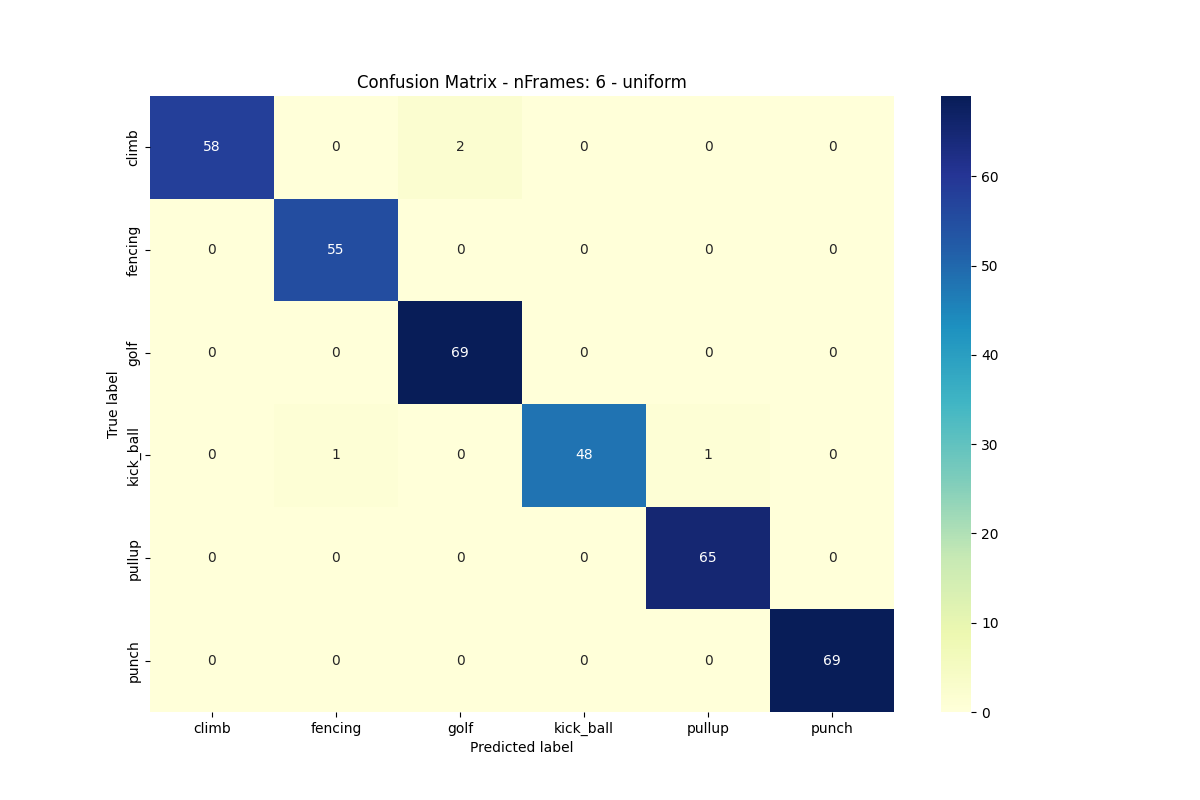 Confusion Matrix - nFrames: 6 - uniform
climb 58 0 2 0 0 0
fencing 0 55 0 0 0 0
golf 0 0 69 0 0 0
kick_ball 0 1 0 48 1 0
pullup 0 0 0 0 65 0
punch 0 0 0 0 0 69
True label
climb fencing golf kick_ball pullup punch
Predicted label
60
50
40
30
20
10
0